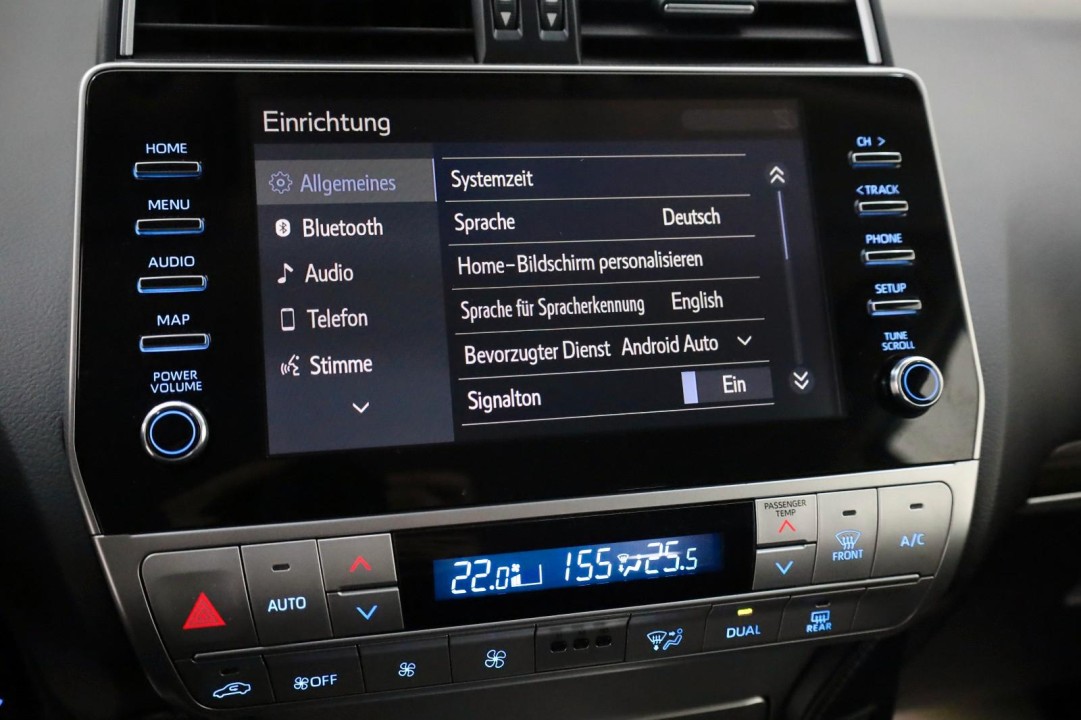 HOME
MENU
AUDIO
MAP
POWER
VOLUME
Einrichtung
Allgemeines
Bluetooth
Audio
Telefon
Stimme
Systemzeit
Sprache Deutsch
Home-Bildschirm personalisieren
Sprache für Spracherkennung English
Bevorzugter Dienst Android Auto
Signalton Ein
CH >
< TRACK
PHONE
SETUP
TUNE
SCROLL
AUTO
22.0 155 25.5
PASSENGER
TEMP
FRONT
A/C
OFF
DUAL
REAR